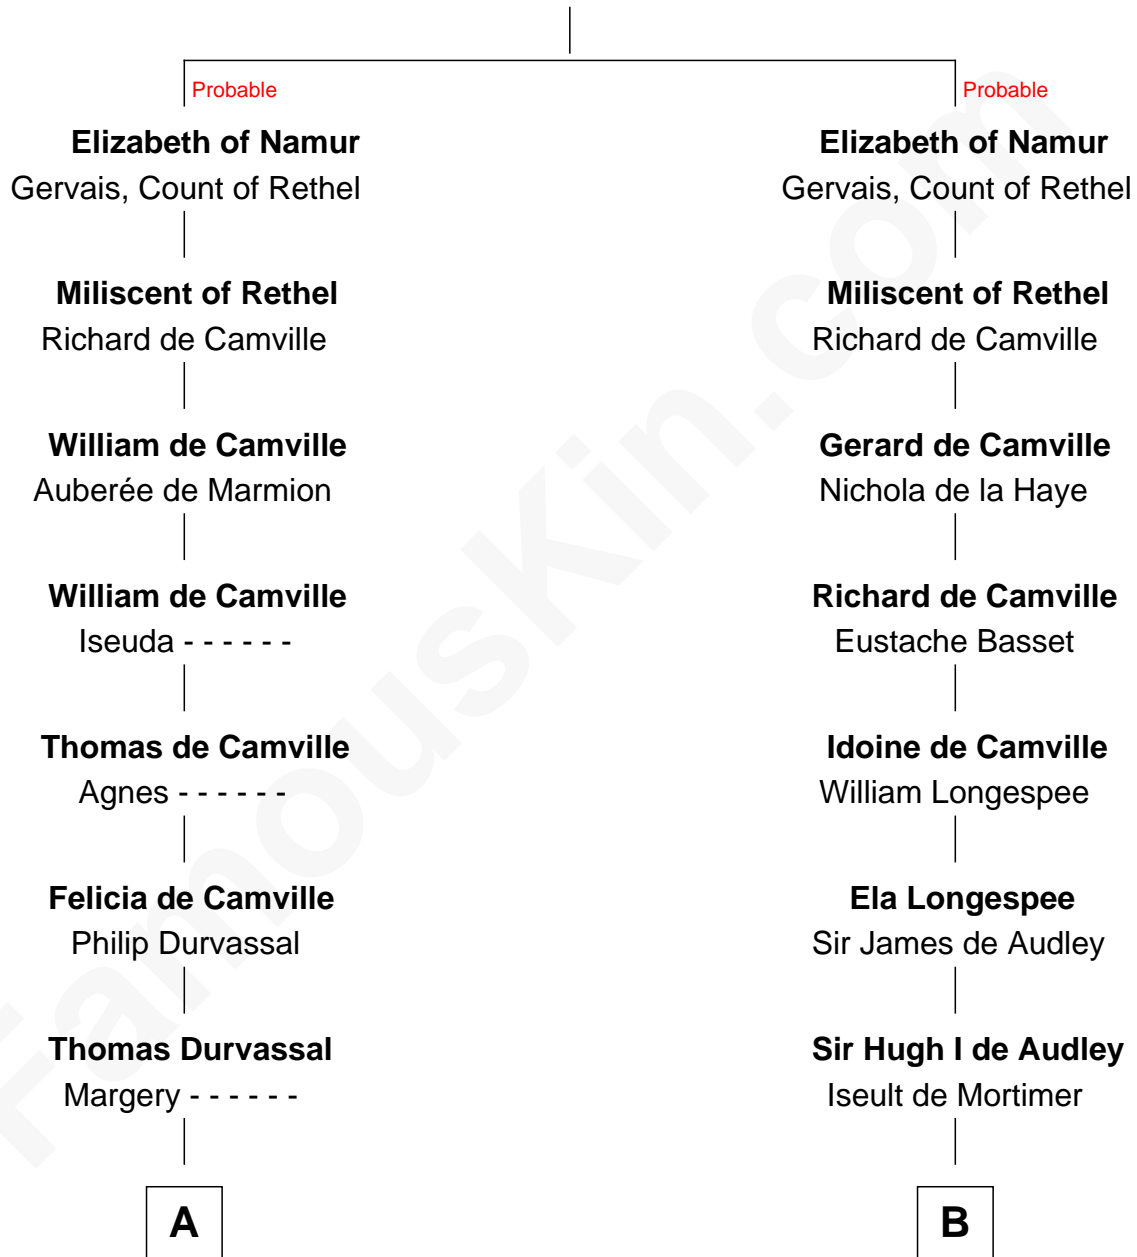 Probable Probable
Elizabeth of Namur Elizabeth of Namur
Gervais, Count of Rethel Gervais, Count of Rethel
Miliscent of Rethel Miliscent of Rethel
Richard de Camville Richard de Camville
William de Camville Gerard de Camville
Auberée de Marmion Nichola de la Haye
William de Camville Richard de Camville
Iseuda - - - - - - Eustache Basset
Thomas de Camville Idoine de Camville
Agnes - - - - - - William Longespee
Felicia de Camville Ela Longespee
Philip Durvassal Sir James de Audley
Thomas Durvassal Sir Hugh I de Audley
Margery - - - - - - Iseult de Mortimer
A B
FamousKin.com